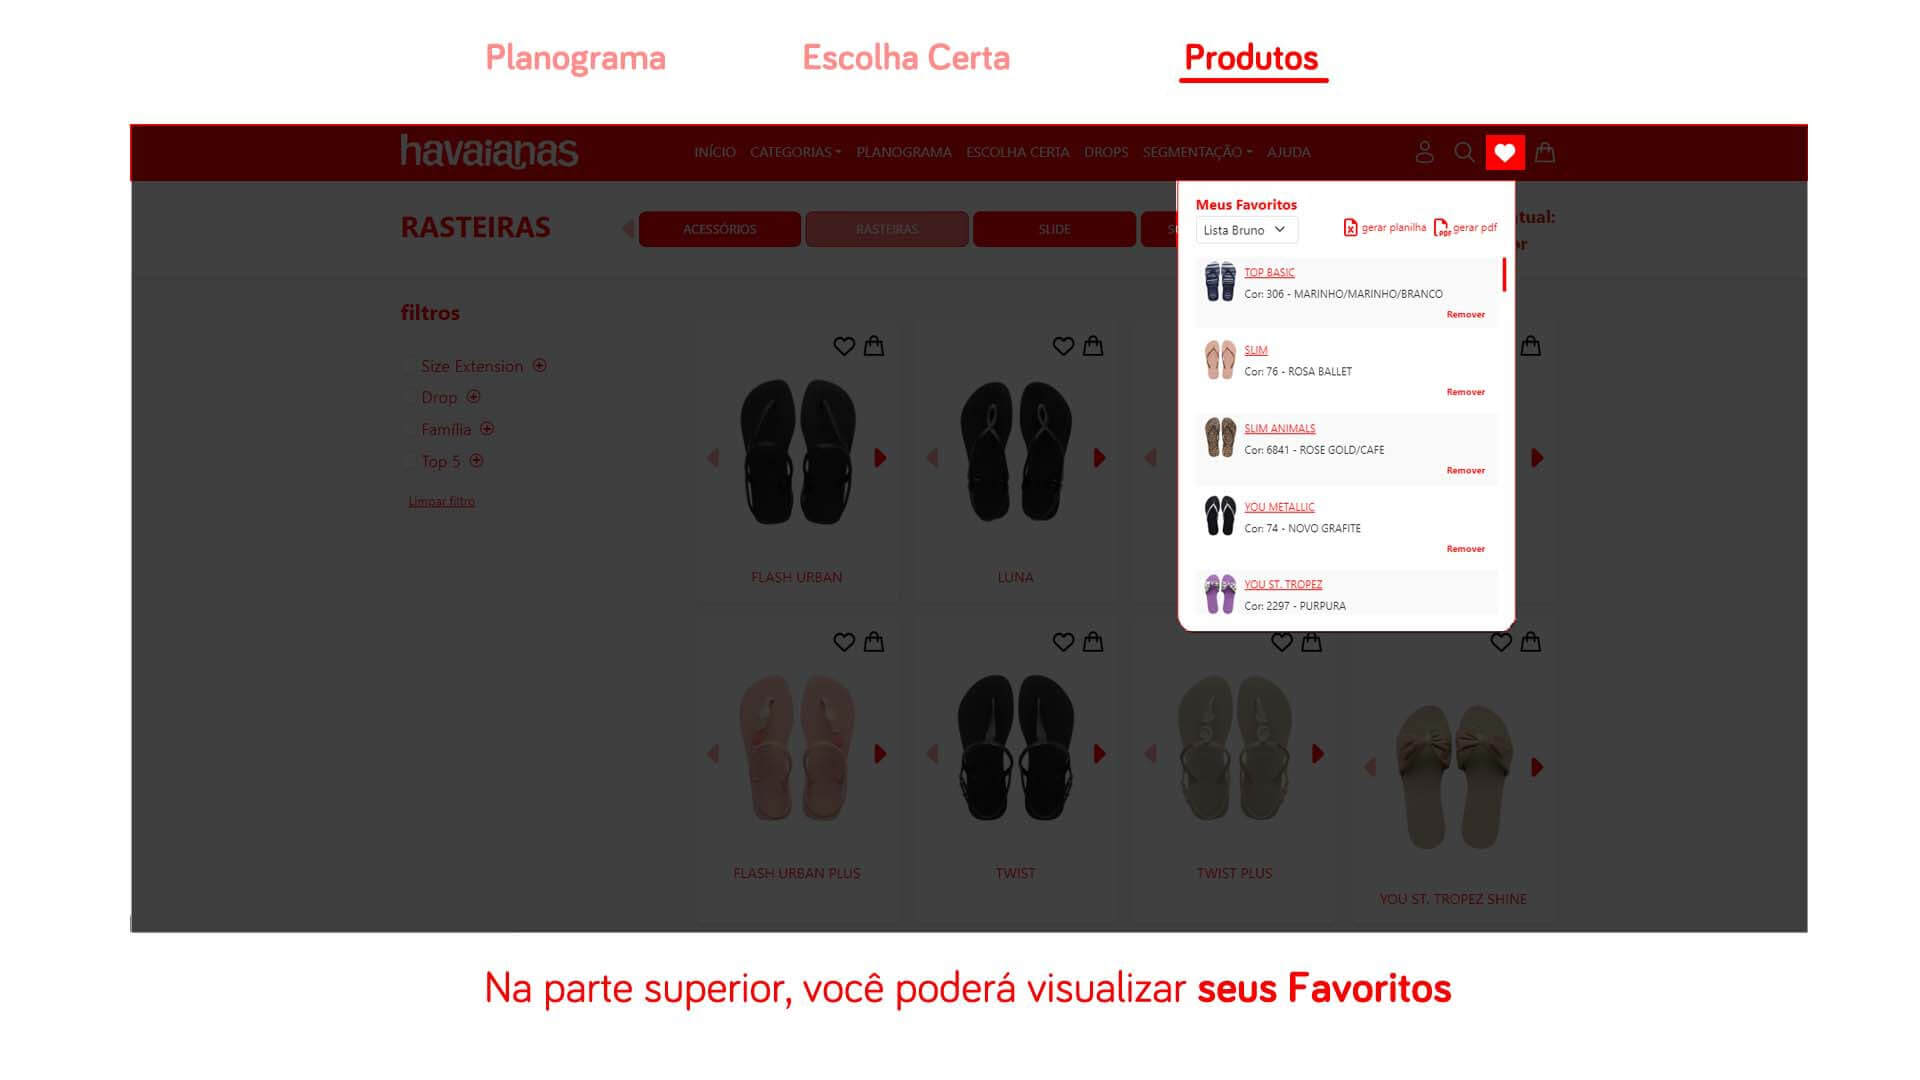 Planograma Escolha Certa Produtos
havaianas INÍCIO CATEGORIAS PLANOGRAMA ESCOLHA CERTA DROPS SEGMENTAÇÃO AJUDA
RASTEIRAS ACESSÓRIOS RASTEIRAS SLIDE
Meus Favoritos
Lista Bruno gerar planilha PDF gerar pdf
tual:
TOP BASIC
Cor: 306 - MARINHO/MARINHO/BRANCO
Remover
SLIM
Cor: 76 - ROSA BALLET
Remover
SLIM ANIMALS
Cor: 6841 - ROSE GOLD/CAFE
Remover
YOU METALLIC
Cor: 74 - NOVO GRAFITE
Remover
YOU ST. TROPEZ
Cor: 2297 - PURPURA
filtros
Size Extension
Drop
Família
Top 5
Limpar filtro
FLASH URBAN LUNA
FLASH URBAN PLUS TWIST TWIST PLUS YOU ST. TROPEZ SHINE
Na parte superior, você poderá visualizar seus Favoritos